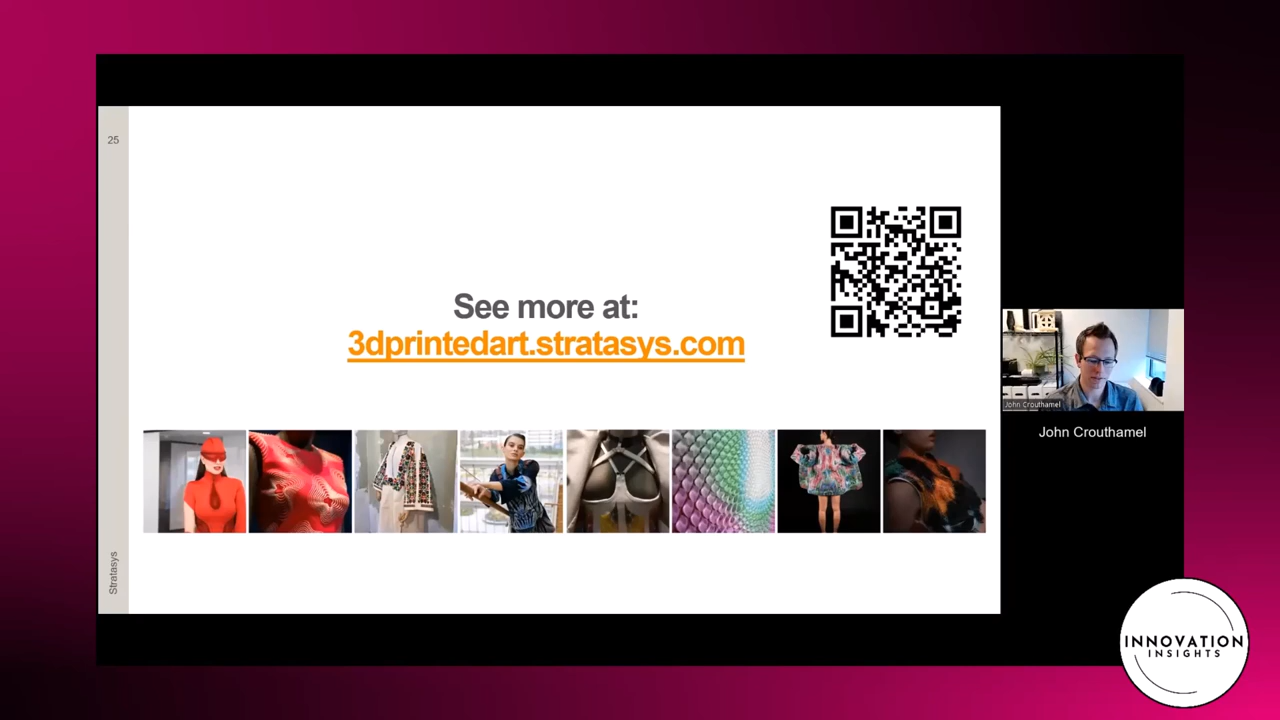 25
See more at:
3dprintedart.stratasys.com
Stratasys
John Crouthamel
John Crouthamel
INNOVATION
INSIGHTS